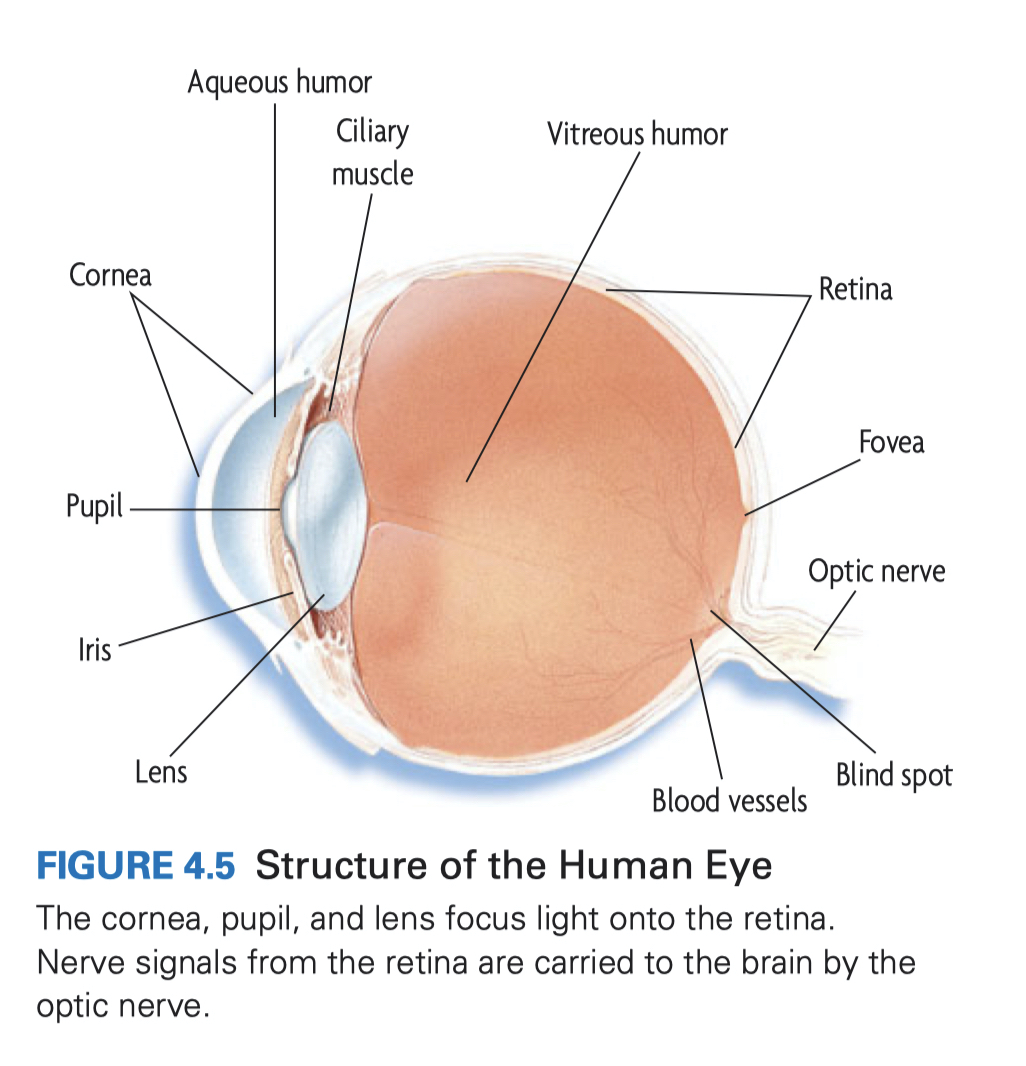 Aqueous humor
Ciliary
muscle
Vitreous humor
Cornea
Retina
Fovea
Pupil
Optic nerve
Iris
Lens
Blind spot
Blood vessels
FIGURE 4.5 Structure of the Human Eye
The cornea, pupil, and lens focus light onto the retina.
Nerve signals from the retina are carried to the brain by the
optic nerve.